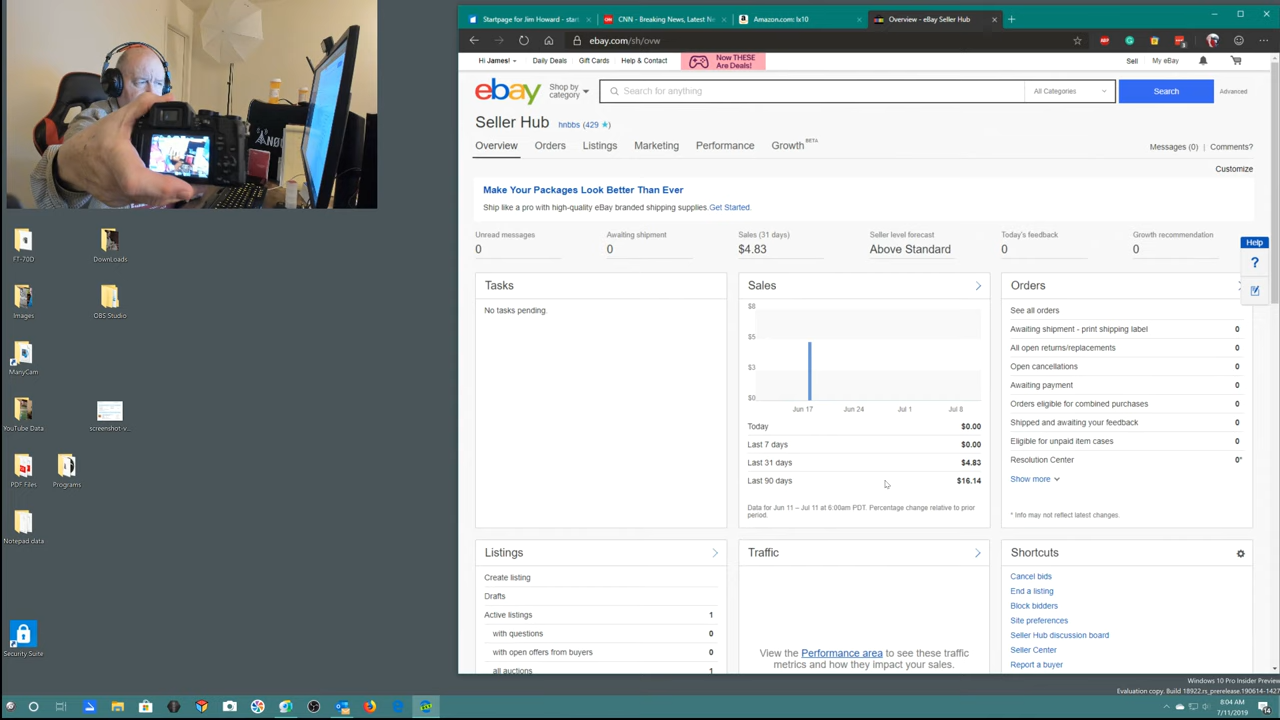 Startpage for Jim Howard - start
CNN - Breaking News, Latest Ne
Amazon.com: lx10
Overview - eBay Seller Hub
ebay.com/sh/ovw
Hi James!
Daily Deals
Gift Cards
Help & Contact
Now THESE
Are Deals!
Sell
My eBay
ebay
Shop by
category
Search for anything
All Categories
Search
Advanced
Seller Hub
hnbbs (429 ★)
Overview
Orders
Listings
Marketing
Performance
Growth BETA
Messages (0)
Comments?
Customize
Make Your Packages Look Better Than Ever
Ship like a pro with high-quality eBay branded shipping supplies. Get Started.
Unread messages
0
Awaiting shipment
0
Sales (31 days)
$4.83
Seller level forecast
Above Standard
Today's feedback
0
Growth recommendation
0
Help
?
Tasks
No tasks pending.
Sales
$8
$5
$3
$0
Jun 17
Jun 24
Jul 1
Jul 8
Today $0.00
Last 7 days $0.00
Last 31 days $4.83
Last 90 days $16.14
Data for Jun 11 – Jul 11 at 6:00am PDT. Percentage change relative to prior
period.
Orders
See all orders
Awaiting shipment - print shipping label 0
All open returns/replacements 0
Open cancellations 0
Awaiting payment 0
Orders eligible for combined purchases 0
Shipped and awaiting your feedback 0
Eligible for unpaid item cases 0
Resolution Center 0*
Show more
* Info may not reflect latest changes.
Listings
Create listing
Drafts
Active listings 1
with questions 0
with open offers from buyers 0
all auctions 1
Traffic
View the Performance area to see these traffic
metrics and how they impact your sales.
Shortcuts
Cancel bids
End a listing
Block bidders
Site preferences
Seller Hub discussion board
Seller Center
Report a buyer
FT-70D
DownLoads
Images
OBS Studio
ManyCam
YouTube Data
screenshot-v...
PDF Files
Programs
Notepad data
Security Suite
Windows 10 Pro Insider Preview
Evaluation copy. Build 18922.rs_prerelease.190614-1427
8:04 AM
7/11/2019
14